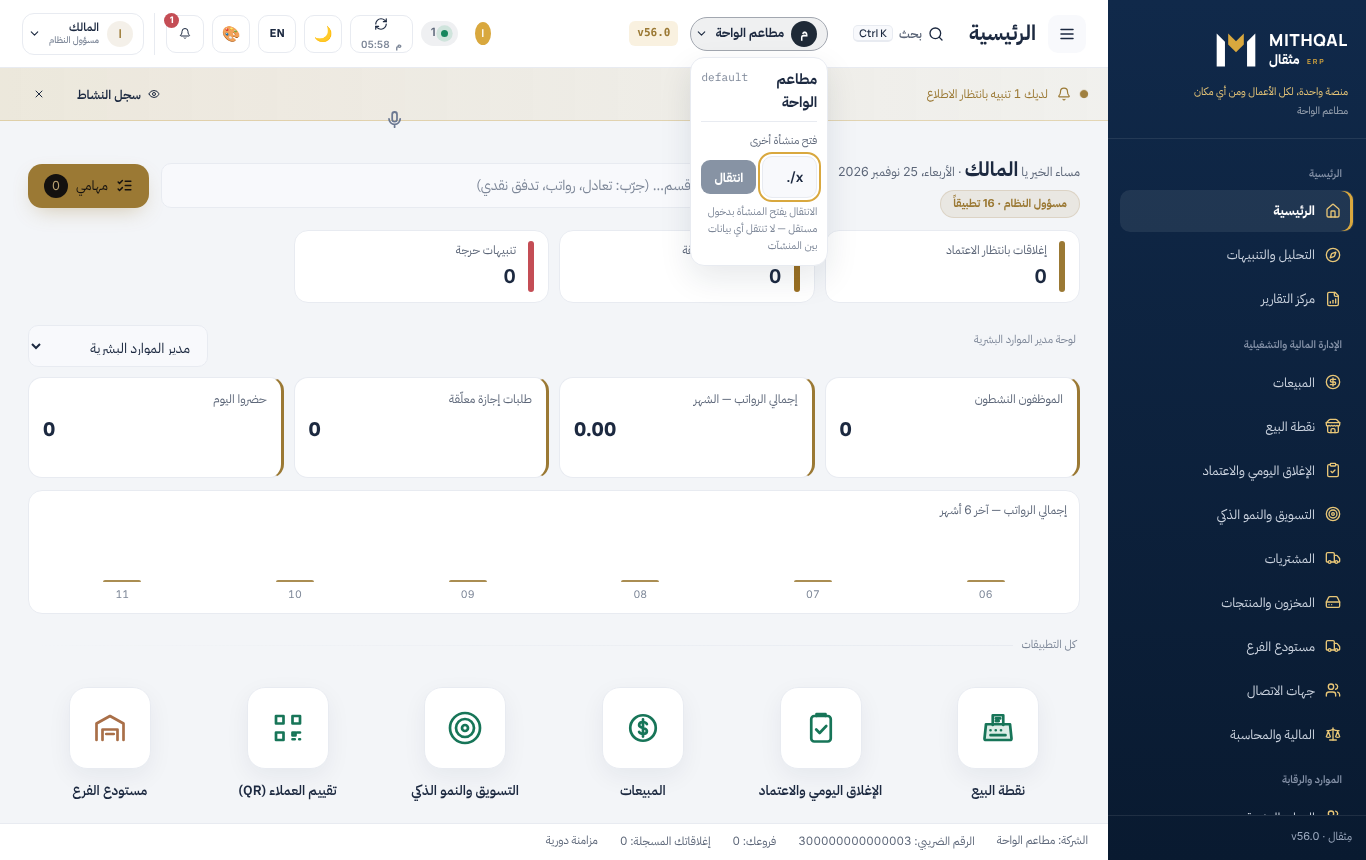 MITHQAL
مثقال ERP
منصة واحدة، لكل الأعمال ومن أي مكان
مطاعم الواحة
الرئيسية
الرئيسية
التحليل والتنبيهات
مركز التقارير
الإدارة المالية والتشغيلية
المبيعات
نقطة البيع
الإغلاق اليومي والاعتماد
التسويق والنمو الذكي
المشتريات
المخزون والمنتجات
مستودع الفرع
جهات الاتصال
المالية والمحاسبة
الموارد والرقابة
مثقال · v56.0
الرئيسية
بحث Ctrl K
م مطاعم الواحة
v56.0
ا
1
05:58 م
🌙
EN
🎨
1
ا المالك
مسؤول النظام
لديك 1 تنبيه بانتظار الاطلاع
سجل النشاط
مطاعم الواحة default
فتح منشأة أخرى
./x انتقال
الانتقال يفتح المنشأة بدخول
مستقل — لا تنتقل أي بيانات
بين المنشآت
مساء الخير يا المالك · الأربعاء، 25 نوفمبر 2026
مسؤول النظام · 16 تطبيقاً
قسم... (جرّب: تعادل، رواتب، تدفق نقدي)
مهامي 0
إغلاقات بانتظار الاعتماد
0
0
تنبيهات حرجة
0
لوحة مدير الموارد البشرية
مدير الموارد البشرية
الموظفون النشطون
0
إجمالي الرواتب — الشهر
0.00
طلبات إجازة معلّقة
0
حضروا اليوم
0
إجمالي الرواتب — آخر 6 أشهر
06
07
08
09
10
11
كل التطبيقات
نقطة البيع
الإغلاق اليومي والاعتماد
المبيعات
التسويق والنمو الذكي
تقييم العملاء (QR)
مستودع الفرع
الشركة: مطاعم الواحة الرقم الضريبي: 300000000000003 فروعك: 0 إغلاقاتك المسجلة: 0 مزامنة دورية